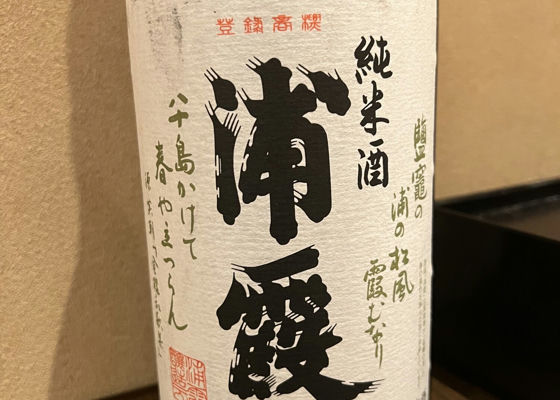 登録商標
純米酒
浦霞
鹽竈の
浦の松風
霞むなり
八十島かけて
春や立つらん